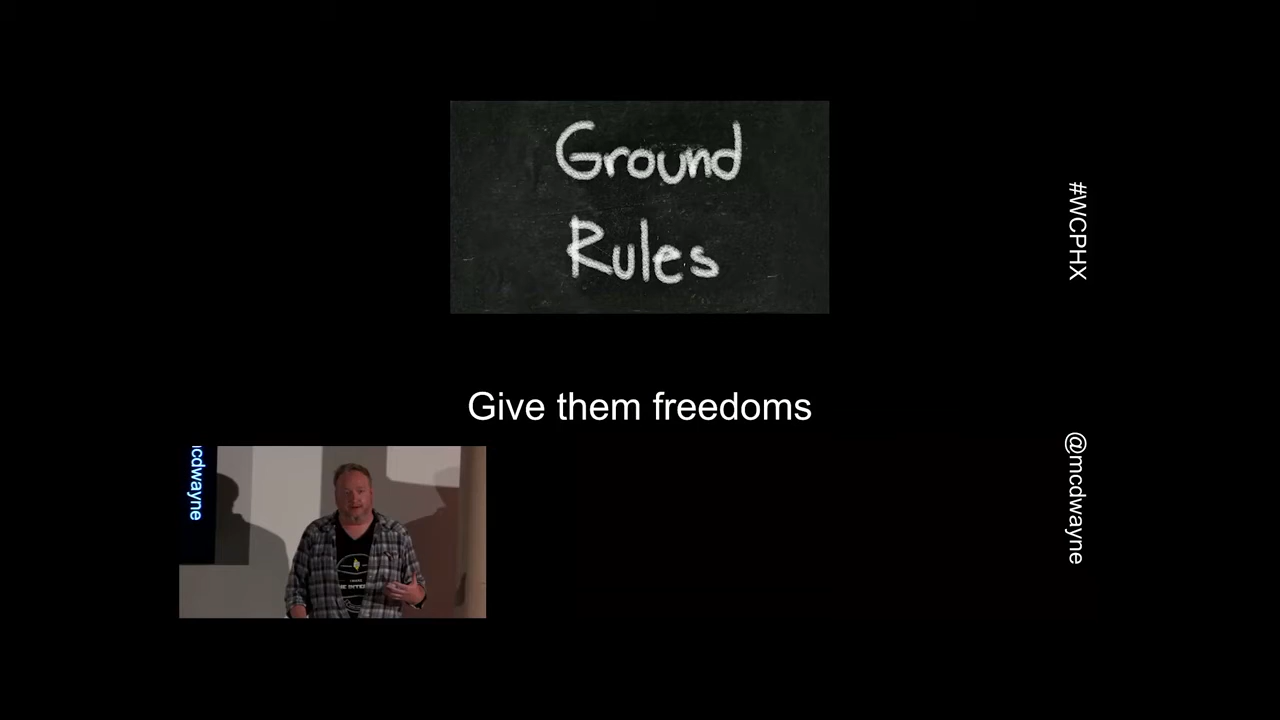 Ground
Rules
#WCPHX
Give them freedoms
@mcdwayne
cdwayne